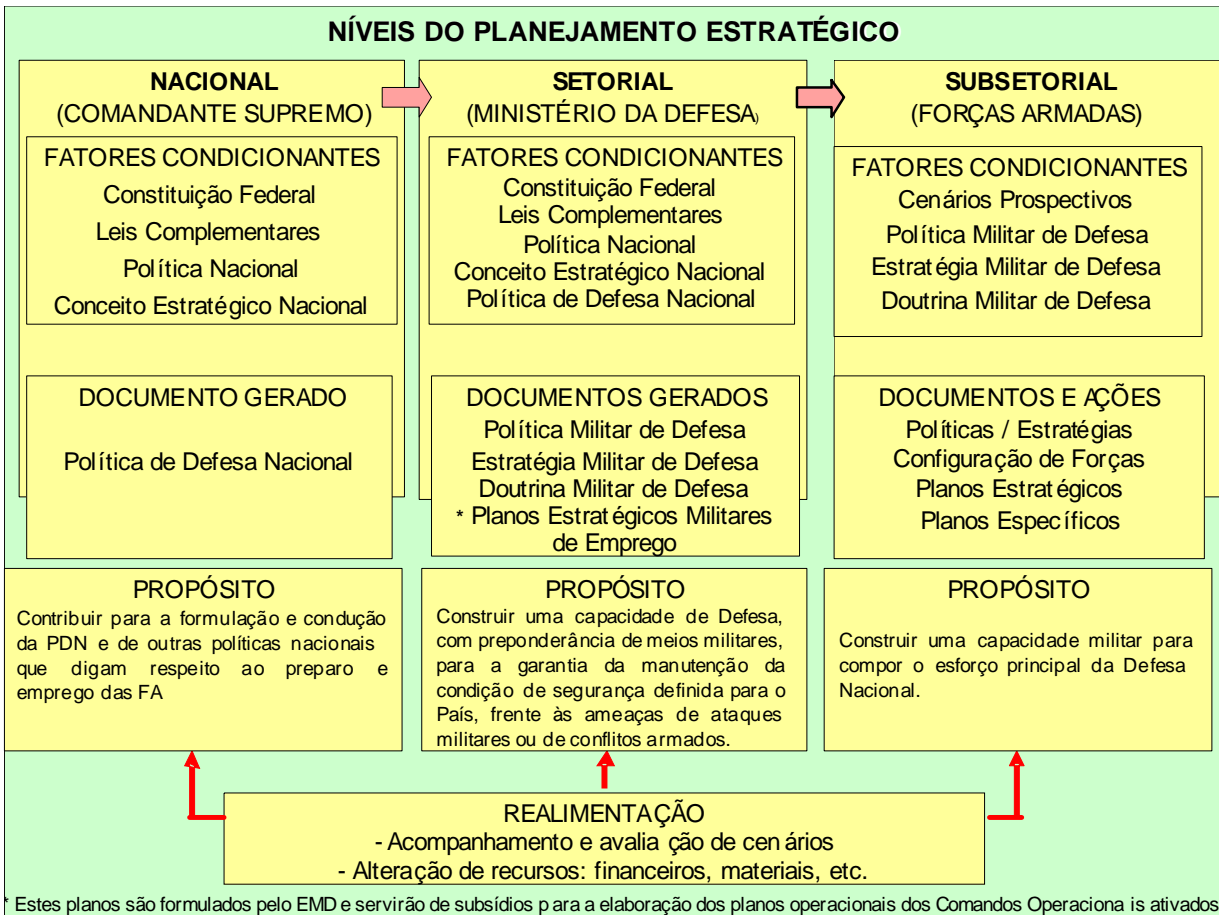 NÍVEIS DO PLANEJAMENTO ESTRATÉGICO
NACIONAL
(COMANDANTE SUPREMO)
FATORES CONDICIONANTES
Constituição Federal
Leis Complementares
Política Nacional
Conceito Estratégico Nacional
DOCUMENTO GERADO
Política de Defesa Nacional
PROPÓSITO
Contribuir para a formulação e condução
da PDN e de outras políticas nacionais
que digam respeito ao preparo e
emprego das FA
SETORIAL
(MINISTÉRIO DA DEFESA)
FATORES CONDICIONANTES
Constituição Federal
Leis Complementares
Política Nacional
Conceito Estratégico Nacional
Política de Defesa Nacional
DOCUMENTOS GERADOS
Política Militar de Defesa
Estratégia Militar de Defesa
Doutrina Militar de Defesa
* Planos Estratégicos Militares
de Emprego
PROPÓSITO
Construir uma capacidade de Defesa,
com preponderância de meios militares,
para a garantia da manutenção da
condição de segurança definida para o
País, frente às ameaças de ataques
militares ou de conflitos armados.
SUBSETORIAL
(FORÇAS ARMADAS)
FATORES CONDICIONANTES
Cenários Prospectivos
Política Militar de Defesa
Estratégia Militar de Defesa
Doutrina Militar de Defesa
DOCUMENTOS E AÇÕES
Políticas / Estratégias
Configuração de Forças
Planos Estratégicos
Planos Específicos
PROPÓSITO
Construir uma capacidade militar para
compor o esforço principal da Defesa
Nacional.
REALIMENTAÇÃO
- Acompanhamento e avaliação de cenários
- Alteração de recursos: financeiros, materiais, etc.
* Estes planos são formulados pelo EMD e servirão de subsídios para a elaboração dos planos operacionais dos Comandos Operacionais ativados